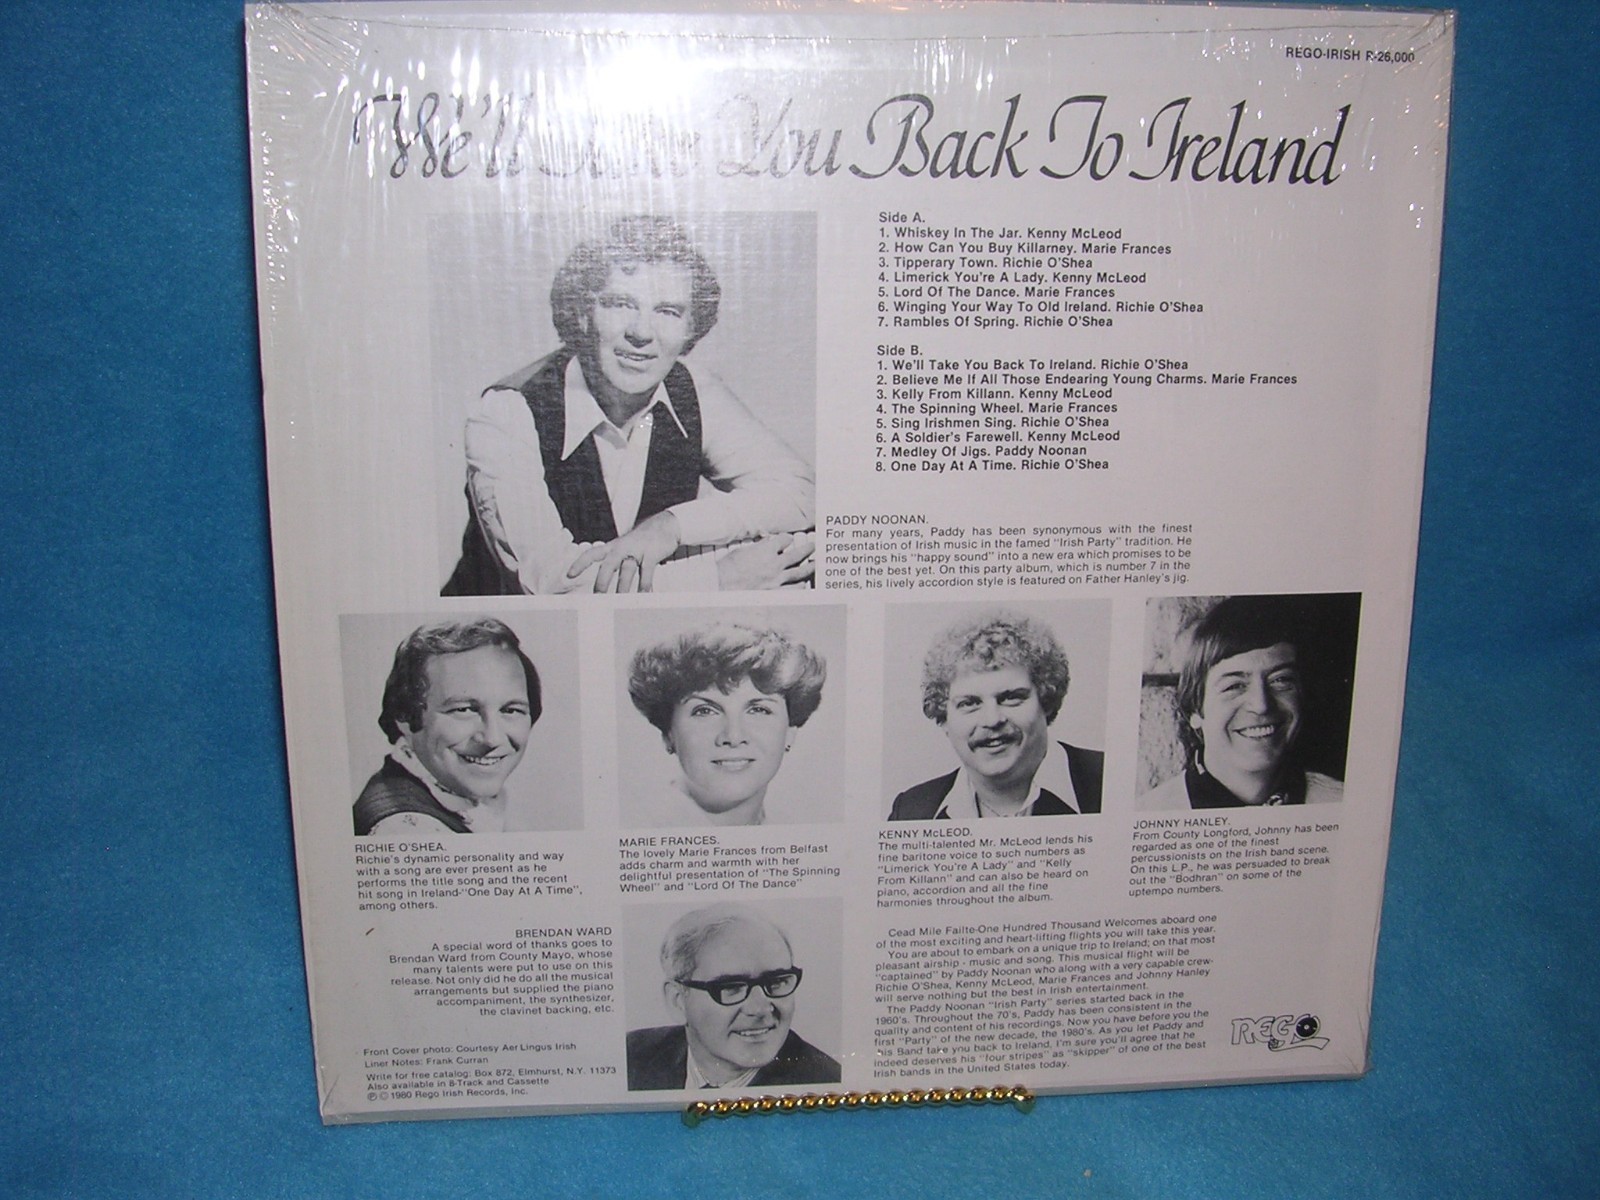 REGO-IRISH R-26,000
We'll Take You Back To Ireland
Side A.
1. Whiskey In The Jar. Kenny McLeod
2. How Can You Buy Killarney. Marie Frances
3. Tipperary Town. Richie O'Shea
4. Limerick You're A Lady. Kenny McLeod
5. Lord Of The Dance. Marie Frances
6. Winging Your Way To Old Ireland. Richie O'Shea
7. Rambles Of Spring. Richie O'Shea
Side B.
1. We'll Take You Back To Ireland. Richie O'Shea
2. Believe Me If All Those Endearing Young Charms. Marie Frances
3. Kelly From Killann. Kenny McLeod
4. The Spinning Wheel. Marie Frances
5. Sing Irishmen Sing. Richie O'Shea
6. A Soldier's Farewell. Kenny McLeod
7. Medley Of Jigs. Paddy Noonan
8. One Day At A Time. Richie O'Shea
PADDY NOONAN.
For many years, Paddy has been synonymous with the finest
presentation of Irish music in the famed "Irish Party" tradition. He
now brings his "happy sound" into a new era which promises to be
one of the best yet. On this party album, which is number 7 in the
series, his lively accordion style is featured on Father Hanley's jig.
RICHIE O'SHEA.
Richie's dynamic personality and way
with a song are ever present as he
performs the title song and the recent
hit song in Ireland-"One Day At A Time",
among others.
MARIE FRANCES.
The lovely Marie Frances from Belfast
adds charm and warmth with her
delightful presentation of "The Spinning
Wheel" and "Lord Of The Dance"
KENNY McLEOD.
The multi-talented Mr. McLeod lends his
fine baritone voice to such numbers as
"Limerick You're A Lady" and "Kelly
From Killann" and can also be heard on
piano, accordion and all the fine
harmonies throughout the album.
JOHNNY HANLEY.
From County Longford, Johnny has been
regarded as one of the finest
percussionists on the Irish band scene.
On this L.P., he was persuaded to break
out the "Bodhran" on some of the
uptempo numbers.
BRENDAN WARD
A special word of thanks goes to
Brendan Ward from County Mayo, whose
many talents were put to use on this
release. Not only did he do all the musical
arrangements but supplied the piano
accompaniment, the synthesizer,
the clavinet backing, etc.
Cead Mile Failte-One Hundred Thousand Welcomes aboard one
of the most exciting and heart-lifting flights you will take this year.
You are about to embark on a unique trip to Ireland; on that most
pleasant airship - music and song. This musical flight will be
"captained" by Paddy Noonan who along with a very capable crew-
Richie O'Shea, Kenny McLeod, Marie Frances and Johnny Hanley
will serve nothing but the best in Irish entertainment.
The Paddy Noonan "Irish Party" series started back in the
1960's. Throughout the 70's, Paddy has been consistent in the
quality and content of his recordings. Now you have before you the
first "Party" of the new decade, the 1980's. As you let Paddy and
his Band take you back to Ireland, I'm sure you'll agree that he
indeed deserves his "four stripes" as "skipper" of one of the best
Irish bands in the United States today.
REGO
Front Cover photo: Courtesy Aer Lingus Irish
Liner Notes: Frank Curran
Write for free catalog: Box 872, Elmhurst, N.Y. 11373
Also available in 8-Track and Cassette
℗ © 1980 Rego Irish Records, Inc.